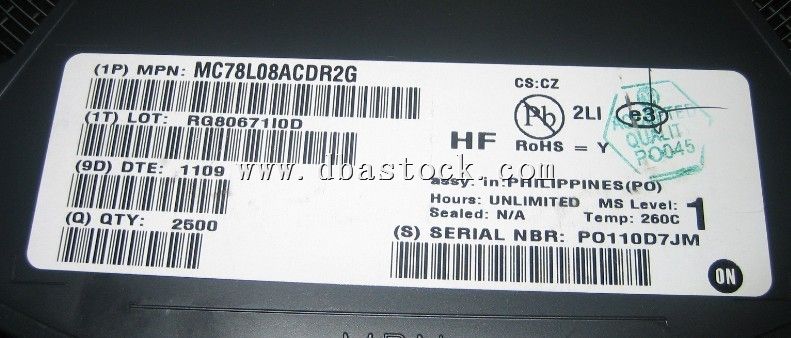 (1P) MPN: MC78L08ACDR2G
CS:CZ
(1T) LOT: RG80671I0D
Pb 2LI e3
HF RoHS = Y
QUALIT
PO045
www.dbastock.com
(9D) DTE: 1109
assy: in:PHILIPPINES(PO)
Hours: UNLIMITED MS Level: 1
Sealed: N/A Temp: 260C
(Q) QTY: 2500
(S) SERIAL NBR: PO110D7JM
ON